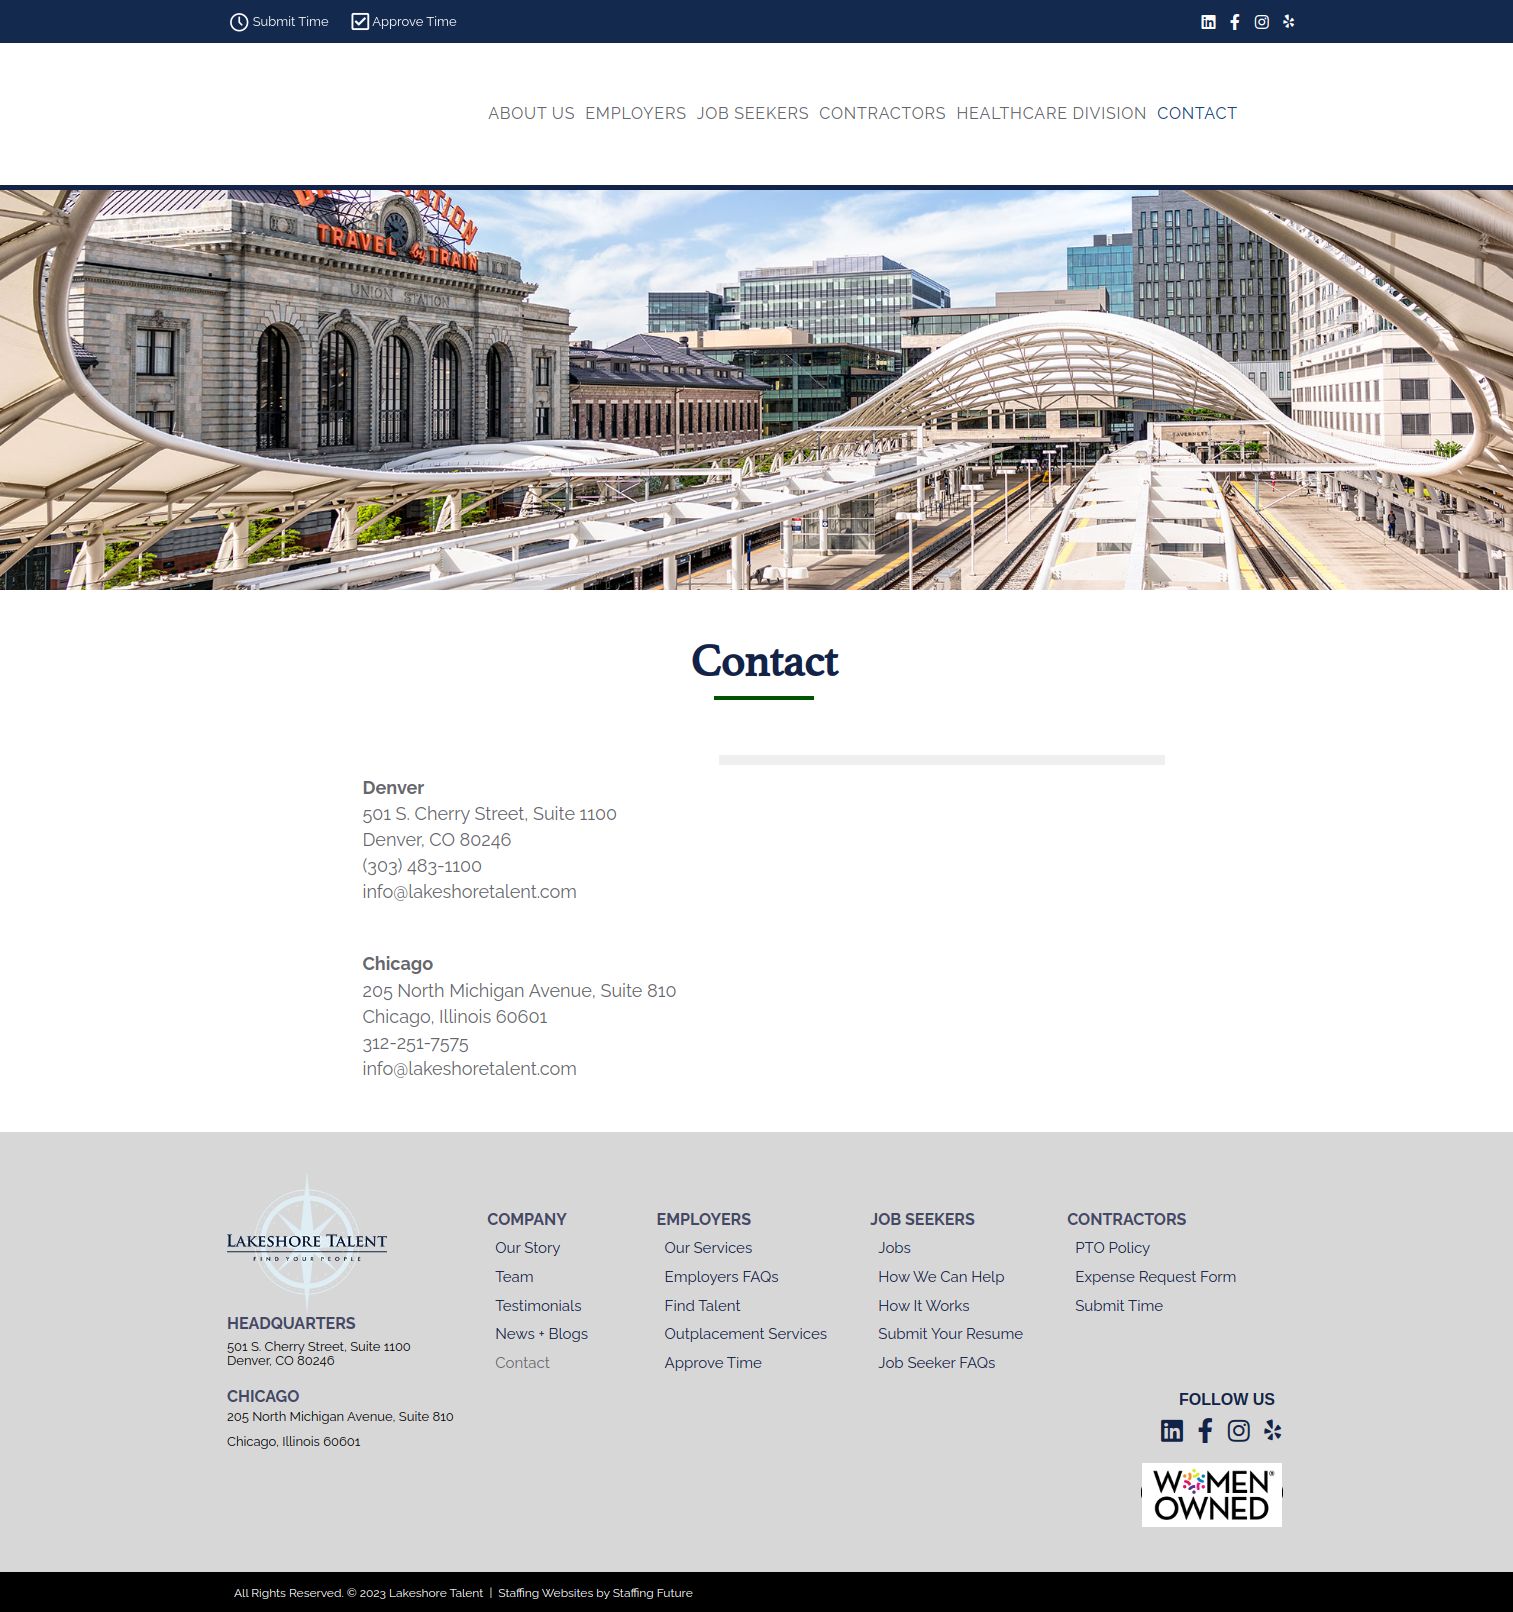 Submit Time
Approve Time
ABOUT US EMPLOYERS JOB SEEKERS CONTRACTORS HEALTHCARE DIVISION CONTACT
STATION
TRAVEL by TRAIN
UNION STATION
Contact
Denver
501 S. Cherry Street, Suite 1100
Denver, CO 80246
(303) 483-1100
info@lakeshoretalent.com
Chicago
205 North Michigan Avenue, Suite 810
Chicago, Illinois 60601
312-251-7575
info@lakeshoretalent.com
LAKESHORE TALENT
FIND YOUR PEOPLE
HEADQUARTERS
501 S. Cherry Street, Suite 1100
Denver, CO 80246
CHICAGO
205 North Michigan Avenue, Suite 810
Chicago, Illinois 60601
COMPANY
Our Story
Team
Testimonials
News + Blogs
Contact
EMPLOYERS
Our Services
Employers FAQs
Find Talent
Outplacement Services
Approve Time
JOB SEEKERS
Jobs
How We Can Help
How It Works
Submit Your Resume
Job Seeker FAQs
CONTRACTORS
PTO Policy
Expense Request Form
Submit Time
FOLLOW US
WOMEN
OWNED
All Rights Reserved. © 2023 Lakeshore Talent | Staffing Websites by Staffing Future